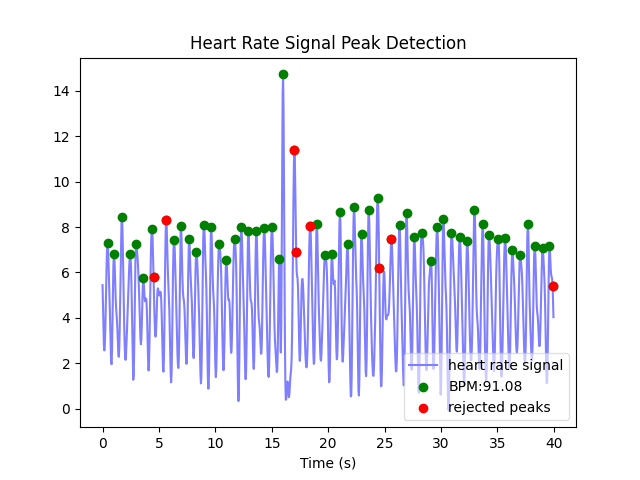 Heart Rate Signal Peak Detection
14
12
10
8
6
4
2
0
heart rate signal
BPM:91.08
rejected peaks
0 5 10 15 20 25 30 35 40
Time (s)